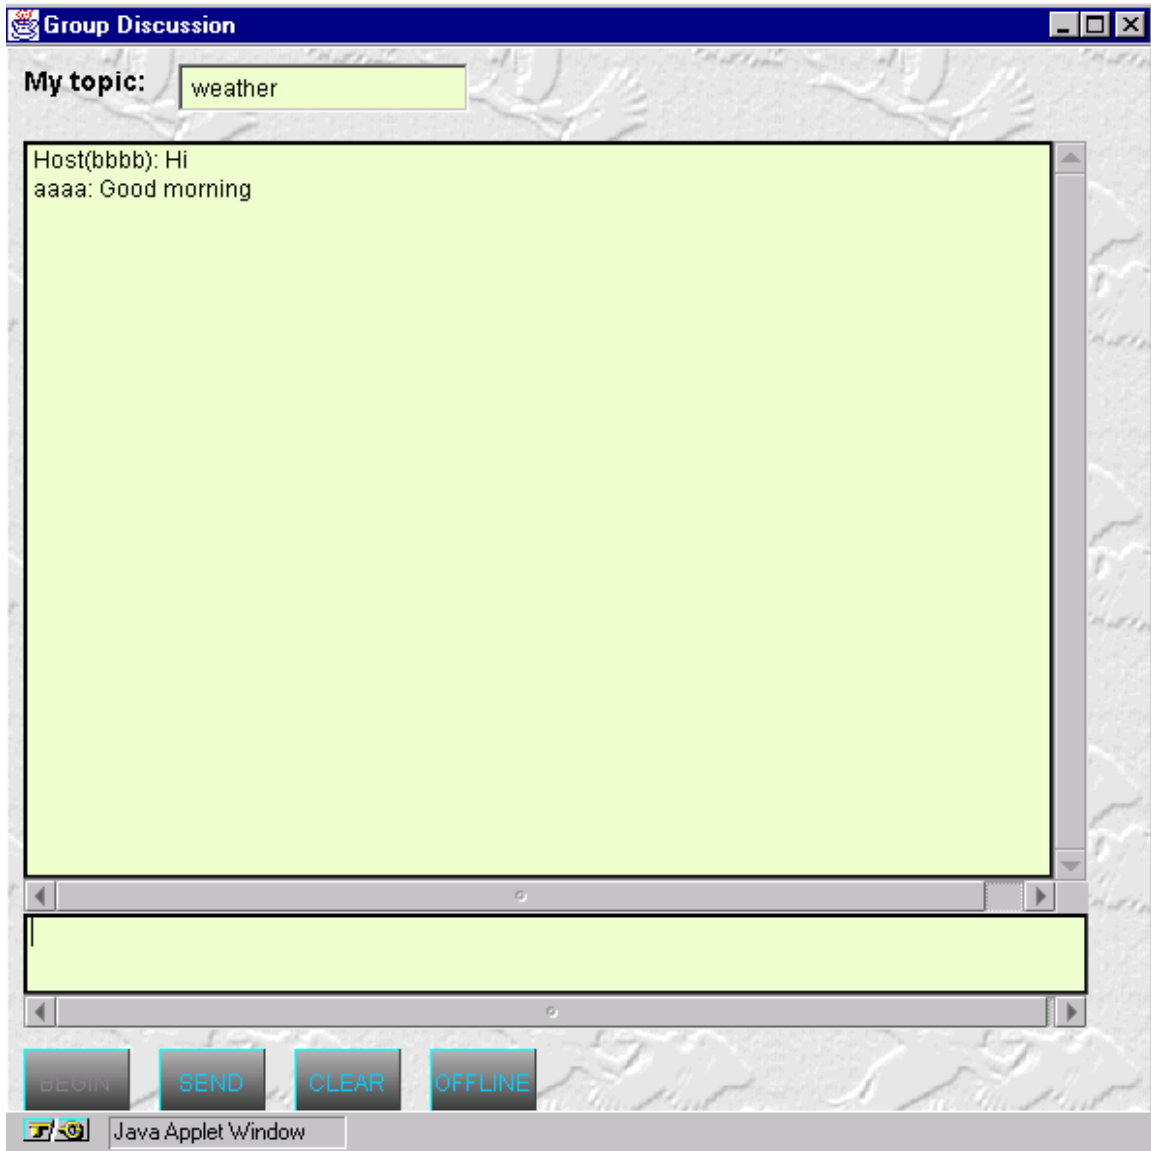 Group Discussion
My topic: weather
Host(bbbb): Hi
aaaa: Good morning
BEGIN SEND CLEAR OFFLINE
Java Applet Window